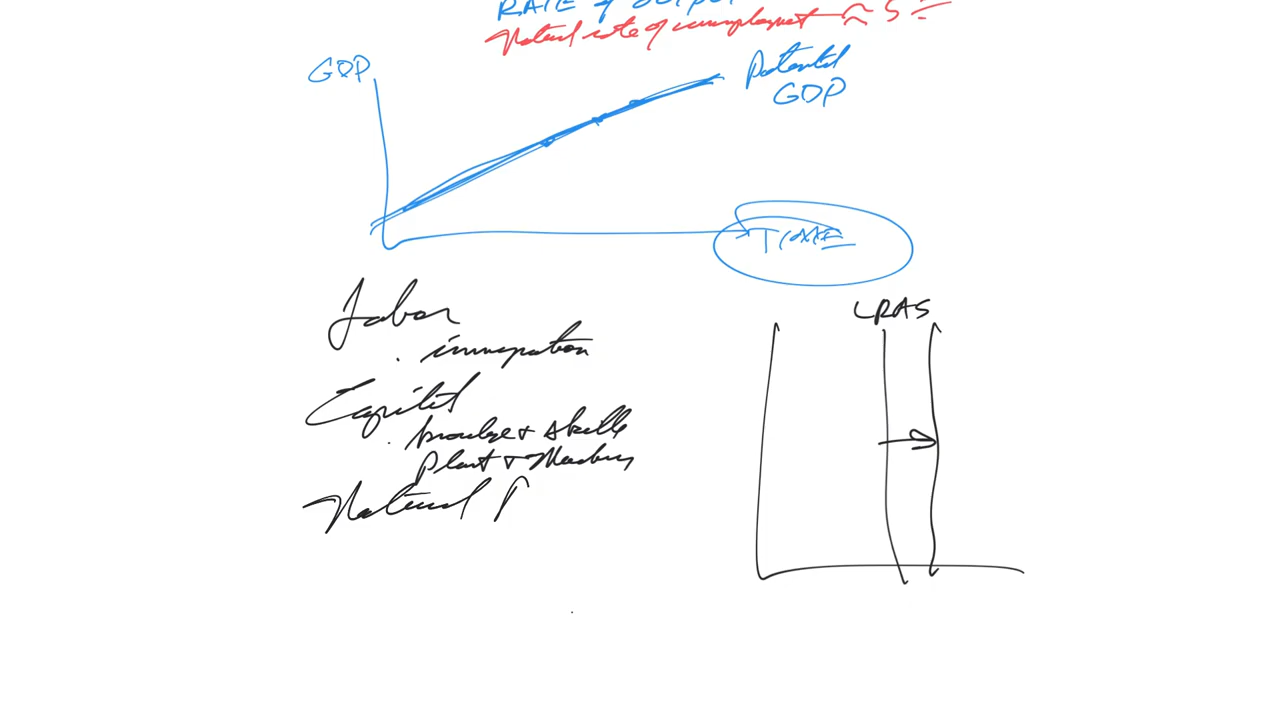 RATE of OUTPUT
Natural rate of unemployment ≈ 5
GDP
Potential
GDP
TIME
Labor
. immigration
Capital
. knowledge + skills
Plant + Machinery
Natural
LRAS